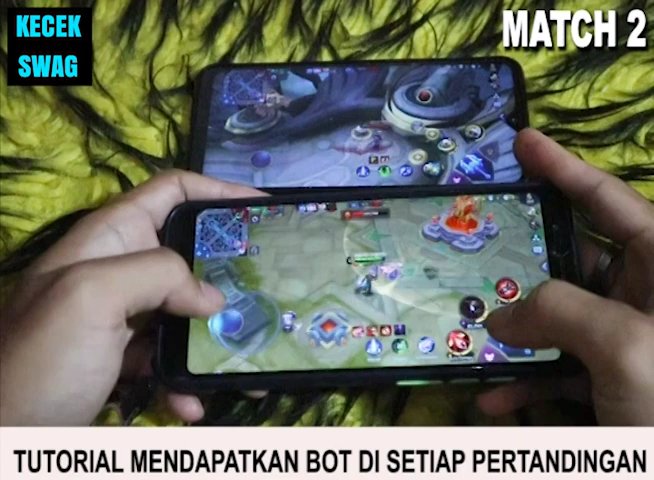 KECEK
SWAG
MATCH 2
TUTORIAL MENDAPATKAN BOT DI SETIAP PERTANDINGAN